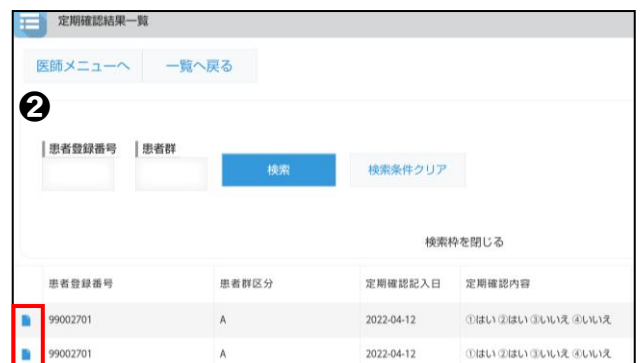 定期確認結果一覧
医師メニューへ 一覧へ戻る
❷
患者登録番号 患者群
検索 検索条件クリア
検索枠を閉じる
患者登録番号 患者群区分 定期確認記入日 定期確認内容
99002701 A 2022-04-12 ①はい ②はい ③いいえ ④いいえ
99002701 A 2022-04-12 ①はい ②はい ③いいえ ④いいえ